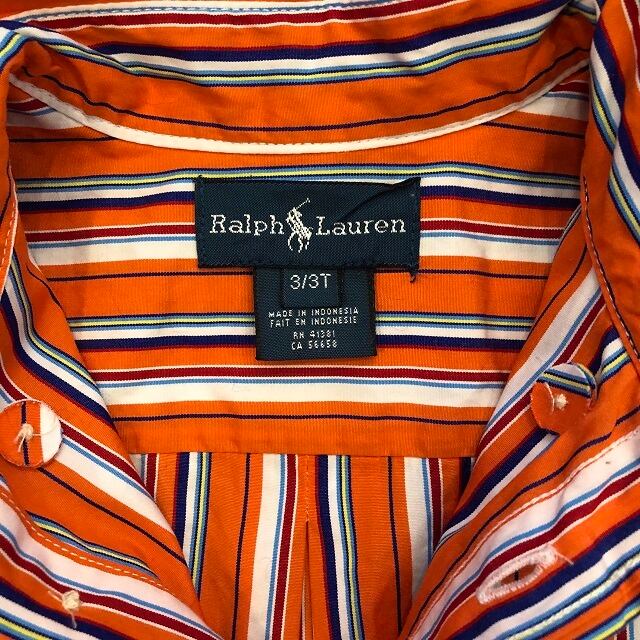 Ralph Lauren
3/3T
MADE IN INDONESIA
FAIT EN INDONESIE
RN 41381
CA 56658